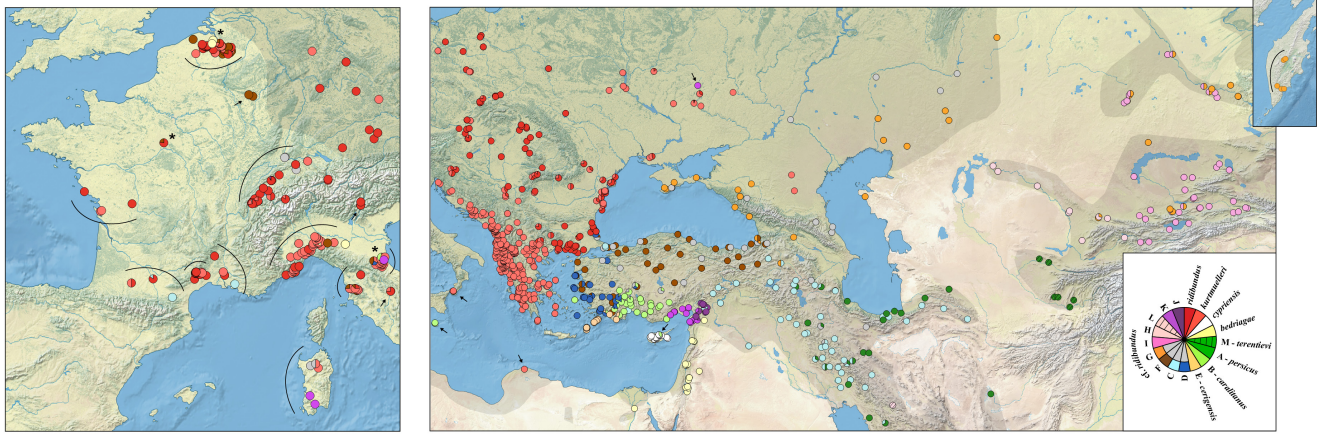 *
*
*
ridibundus
kurtmuelleri
cypriensis
bedriagae
M - terentievi
A - persicus
B - caralitanus
E - cerigensis
D
C
F
G
I
H
L
K
J
cf. ridibundus